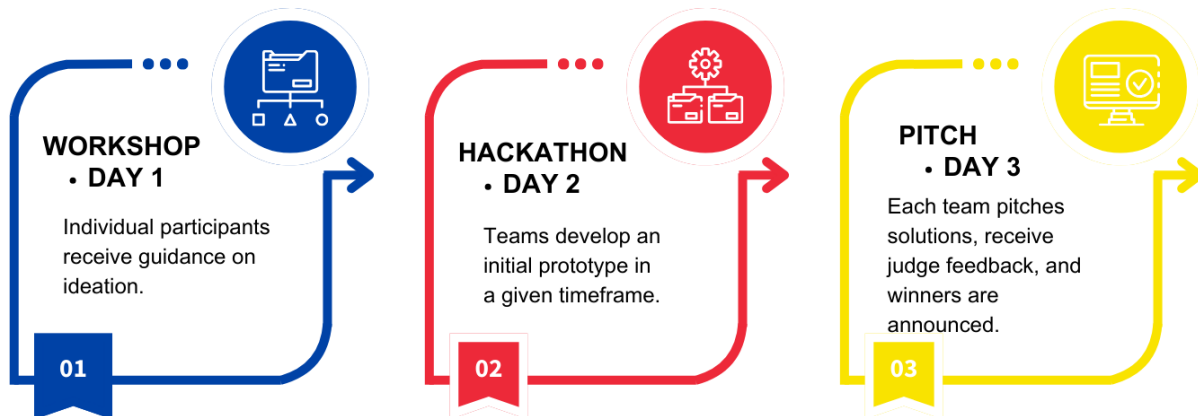 WORKSHOP
• DAY 1
Individual participants
receive guidance on
ideation.
01
HACKATHON
• DAY 2
Teams develop an
initial prototype in
a given timeframe.
02
PITCH
• DAY 3
Each team pitches
solutions, receive
judge feedback, and
winners are
announced.
03